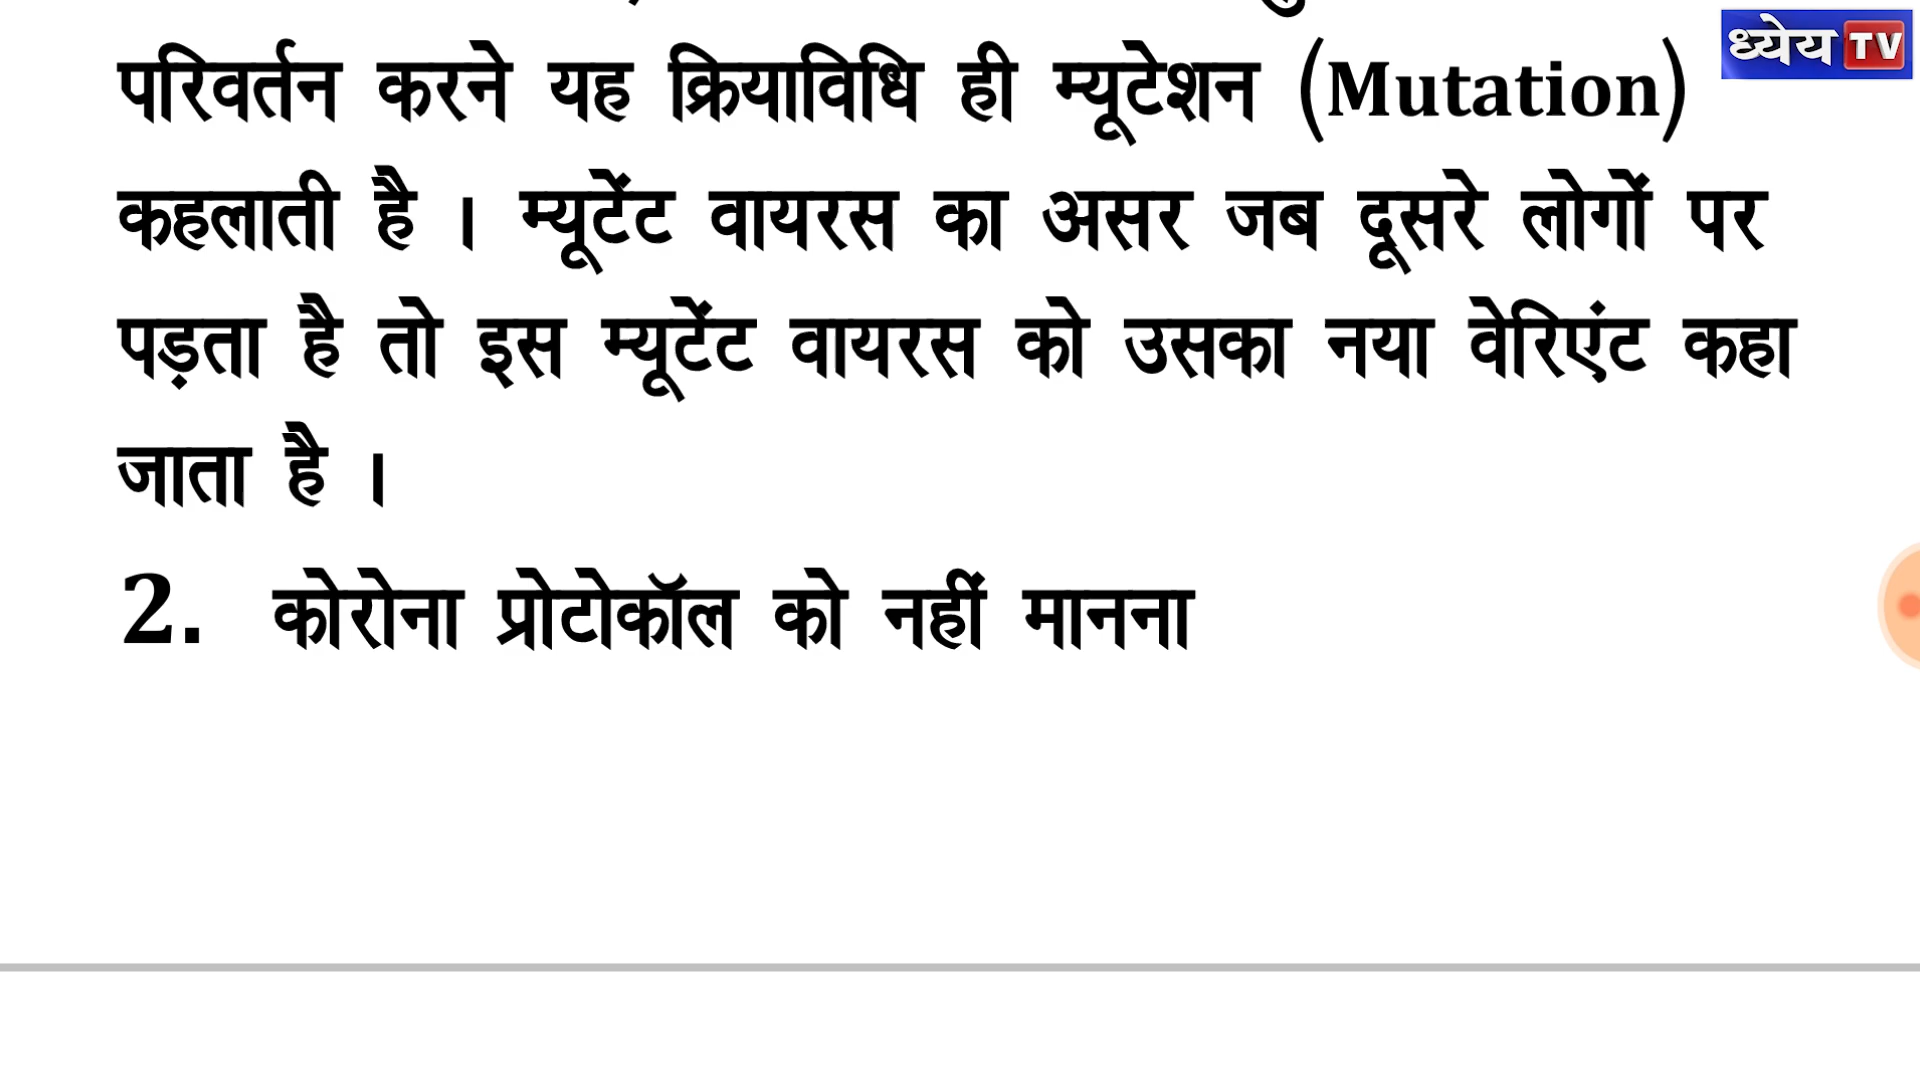 ध्येय TV
परिवर्तन करने यह क्रियाविधि ही म्यूटेशन (Mutation)
कहलाती है । म्यूटेंट वायरस का असर जब दूसरे लोगों पर
पड़ता है तो इस म्यूटेंट वायरस को उसका नया वेरिएंट कहा
जाता है ।
2. कोरोना प्रोटोकॉल को नहीं मानना